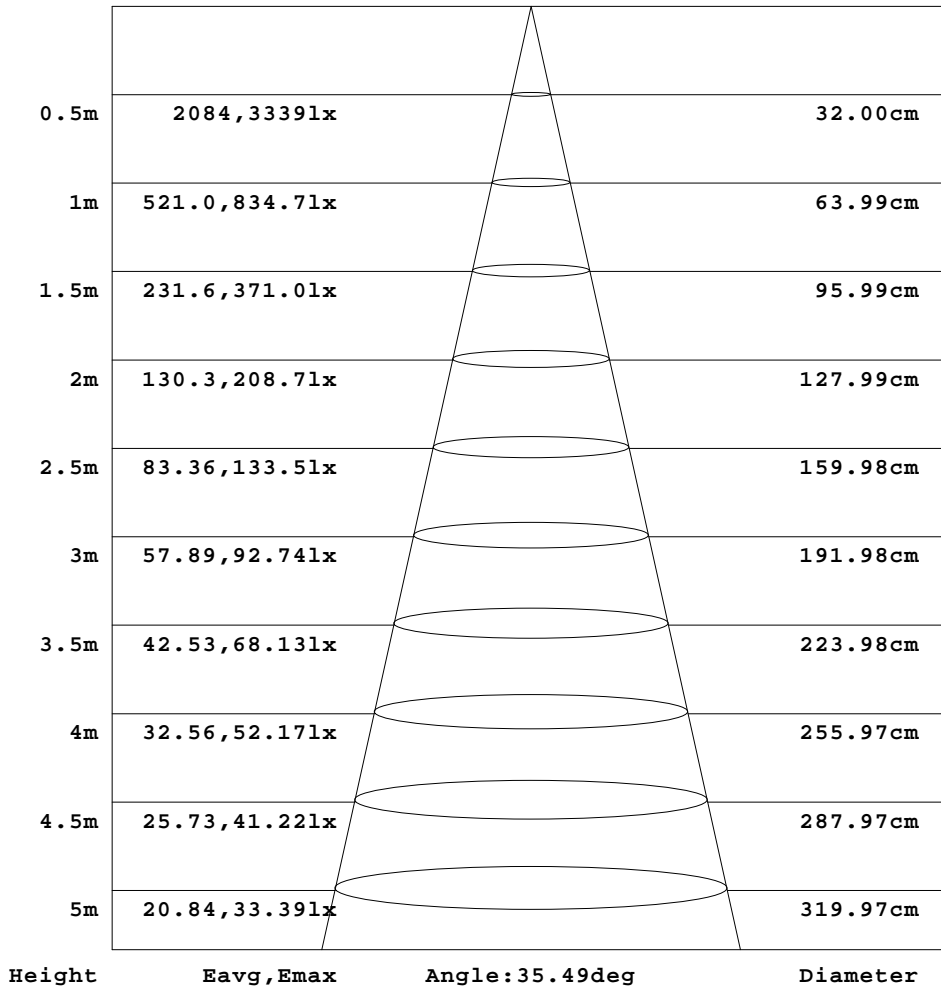 0.5m 2084,3339lx 32.00cm
1m 521.0,834.7lx 63.99cm
1.5m 231.6,371.0lx 95.99cm
2m 130.3,208.7lx 127.99cm
2.5m 83.36,133.5lx 159.98cm
3m 57.89,92.74lx 191.98cm
3.5m 42.53,68.13lx 223.98cm
4m 32.56,52.17lx 255.97cm
4.5m 25.73,41.22lx 287.97cm
5m 20.84,33.39lx 319.97cm
Height Eavg,Emax Angle:35.49deg Diameter